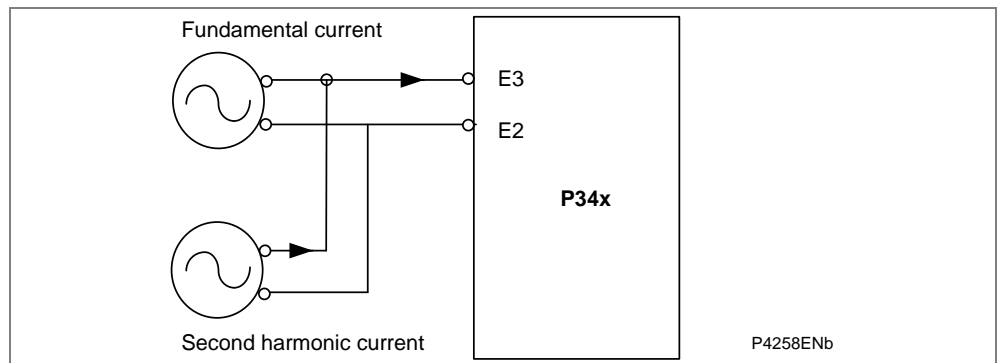 Fundamental current
E3
E2
P34x
Second harmonic current
P4258ENb